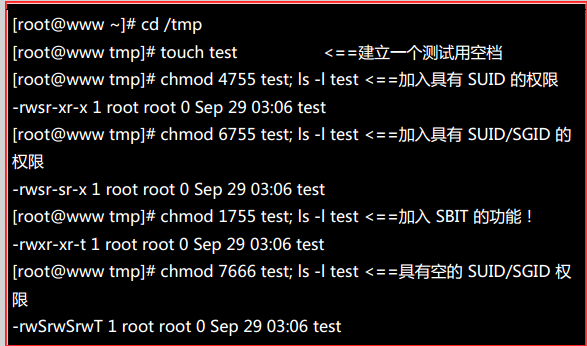 [root@www ~]# cd /tmp
[root@www tmp]# touch test <==建立一个测试用空档
[root@www tmp]# chmod 4755 test; ls -l test <==加入具有 SUID 的权限
-rwsr-xr-x 1 root root 0 Sep 29 03:06 test
[root@www tmp]# chmod 6755 test; ls -l test <==加入具有 SUID/SGID 的
权限
-rwsr-sr-x 1 root root 0 Sep 29 03:06 test
[root@www tmp]# chmod 1755 test; ls -l test <==加入 SBIT 的功能！
-rwxr-xr-t 1 root root 0 Sep 29 03:06 test
[root@www tmp]# chmod 7666 test; ls -l test <==具有空的 SUID/SGID 权
限
-rwSrwSrwT 1 root root 0 Sep 29 03:06 test